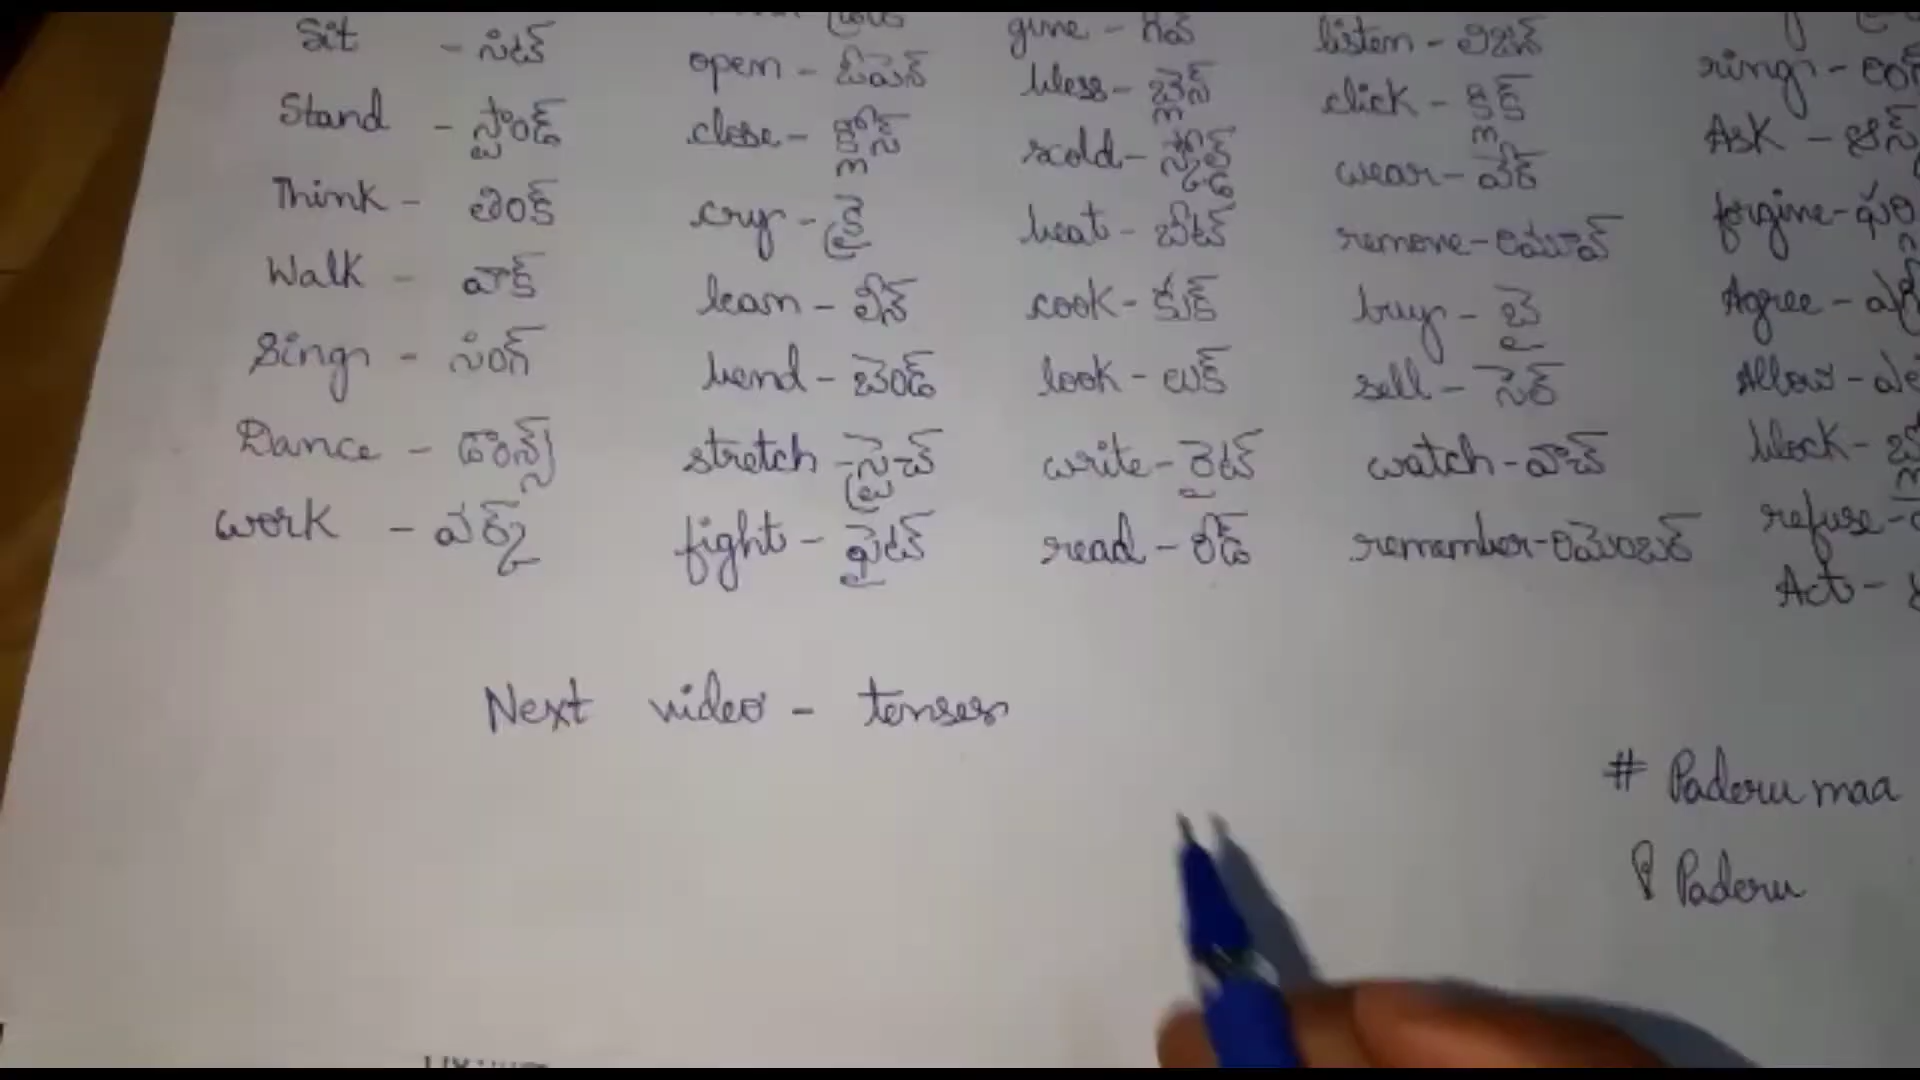 Sit - సిట్
Stand - స్టాండ్
Think - తింక్
Walk - వాక్
Sing - సింగ్
Dance - డాన్స్
work - వర్క్
open - ఓపెన్
close - క్లోస్
cry - క్రై
learn - లీన్
bend - బెండ్
stretch - స్ట్రెచ్
fight - ఫైట్
give - గివ్
bless - బ్లెస్
scold - స్కోల్డ్
beat - బీట్
cook - కుక్
look - లుక్
write - రైట్
read - రీడ్
listen - లిజన్
click - క్లిక్
wear - వేర్
remove - రిమూవ్
buy - బై
sell - సెల్
watch - వాచ్
remember - రిమెంబర్
ring -
Ask -
forgive -
Agree -
Allow -
block -
refuse -
Act -
Next video - tenses
# Paderu maa
Paderu